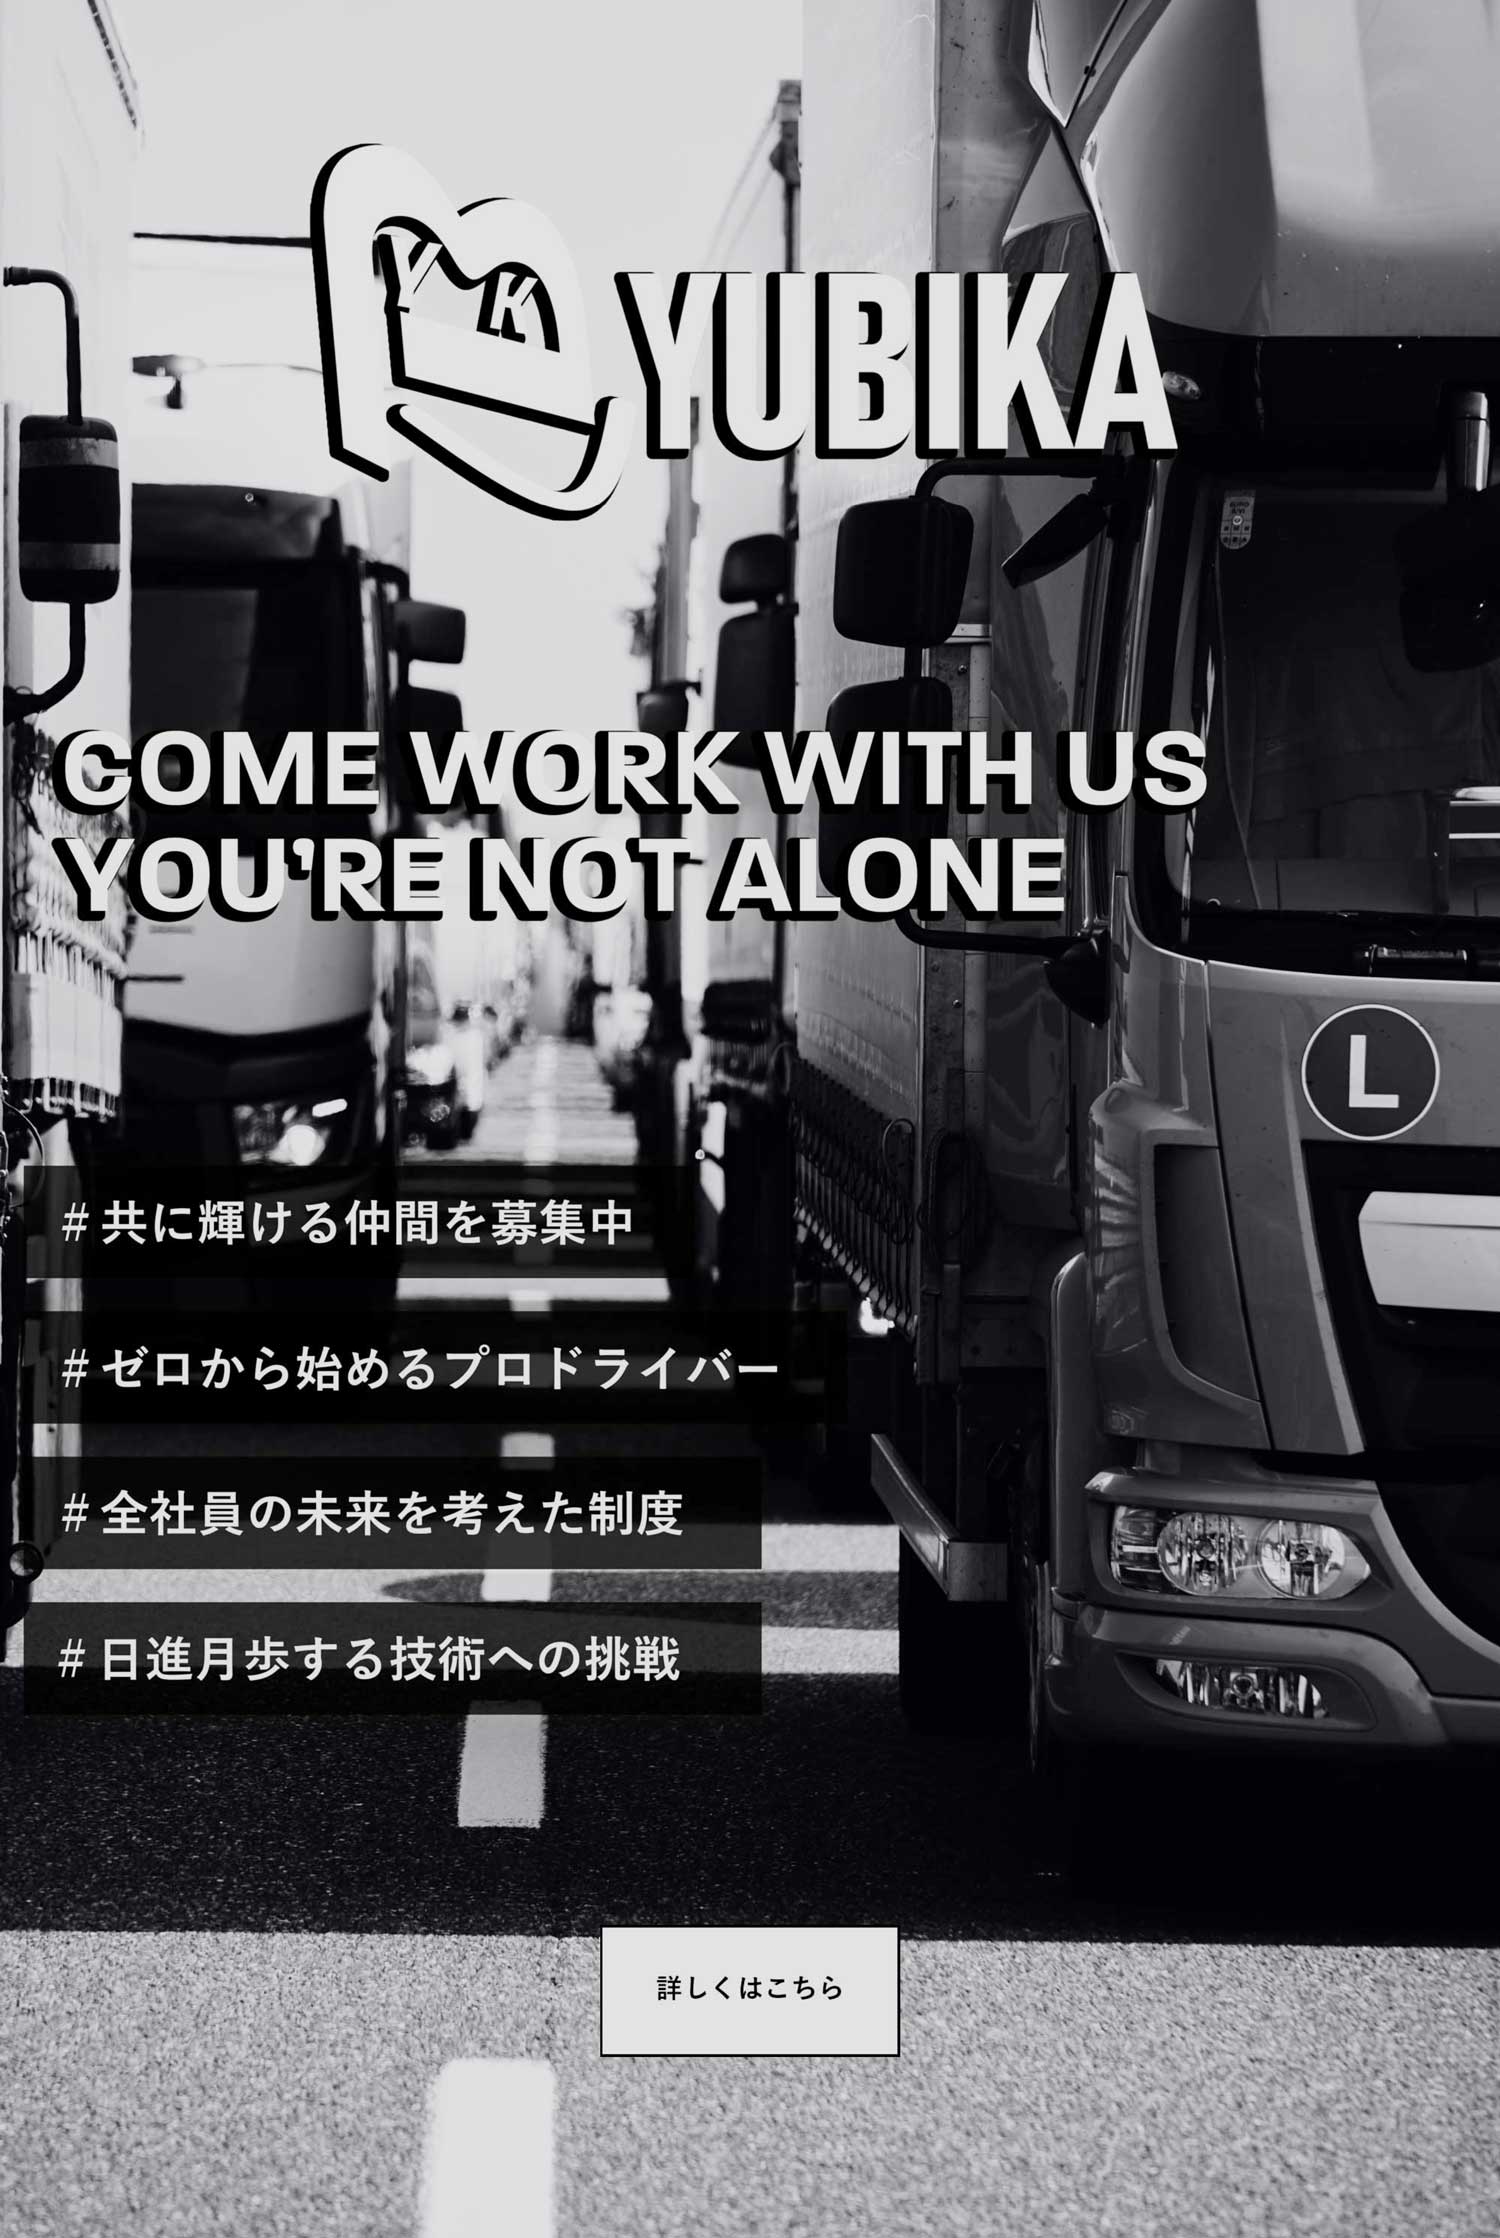 Y K
YUBIKA
COME WORK WITH US
YOU'RE NOT ALONE
L
# 共に輝ける仲間を募集中
# ゼロから始めるプロドライバー
# 全社員の未来を考えた制度
# 日進月歩する技術への挑戦
詳しくはこちら